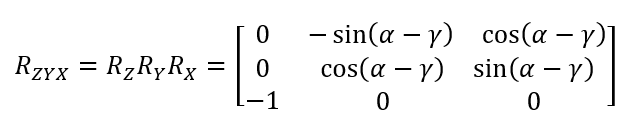 R_{ZYX} = R_Z R_Y R_X = \begin{bmatrix} 0 & -\sin(\alpha - \gamma) & \cos(\alpha - \gamma) \\ 0 & \cos(\alpha - \gamma) & \sin(\alpha - \gamma) \\ -1 & 0 & 0 \end{bmatrix}